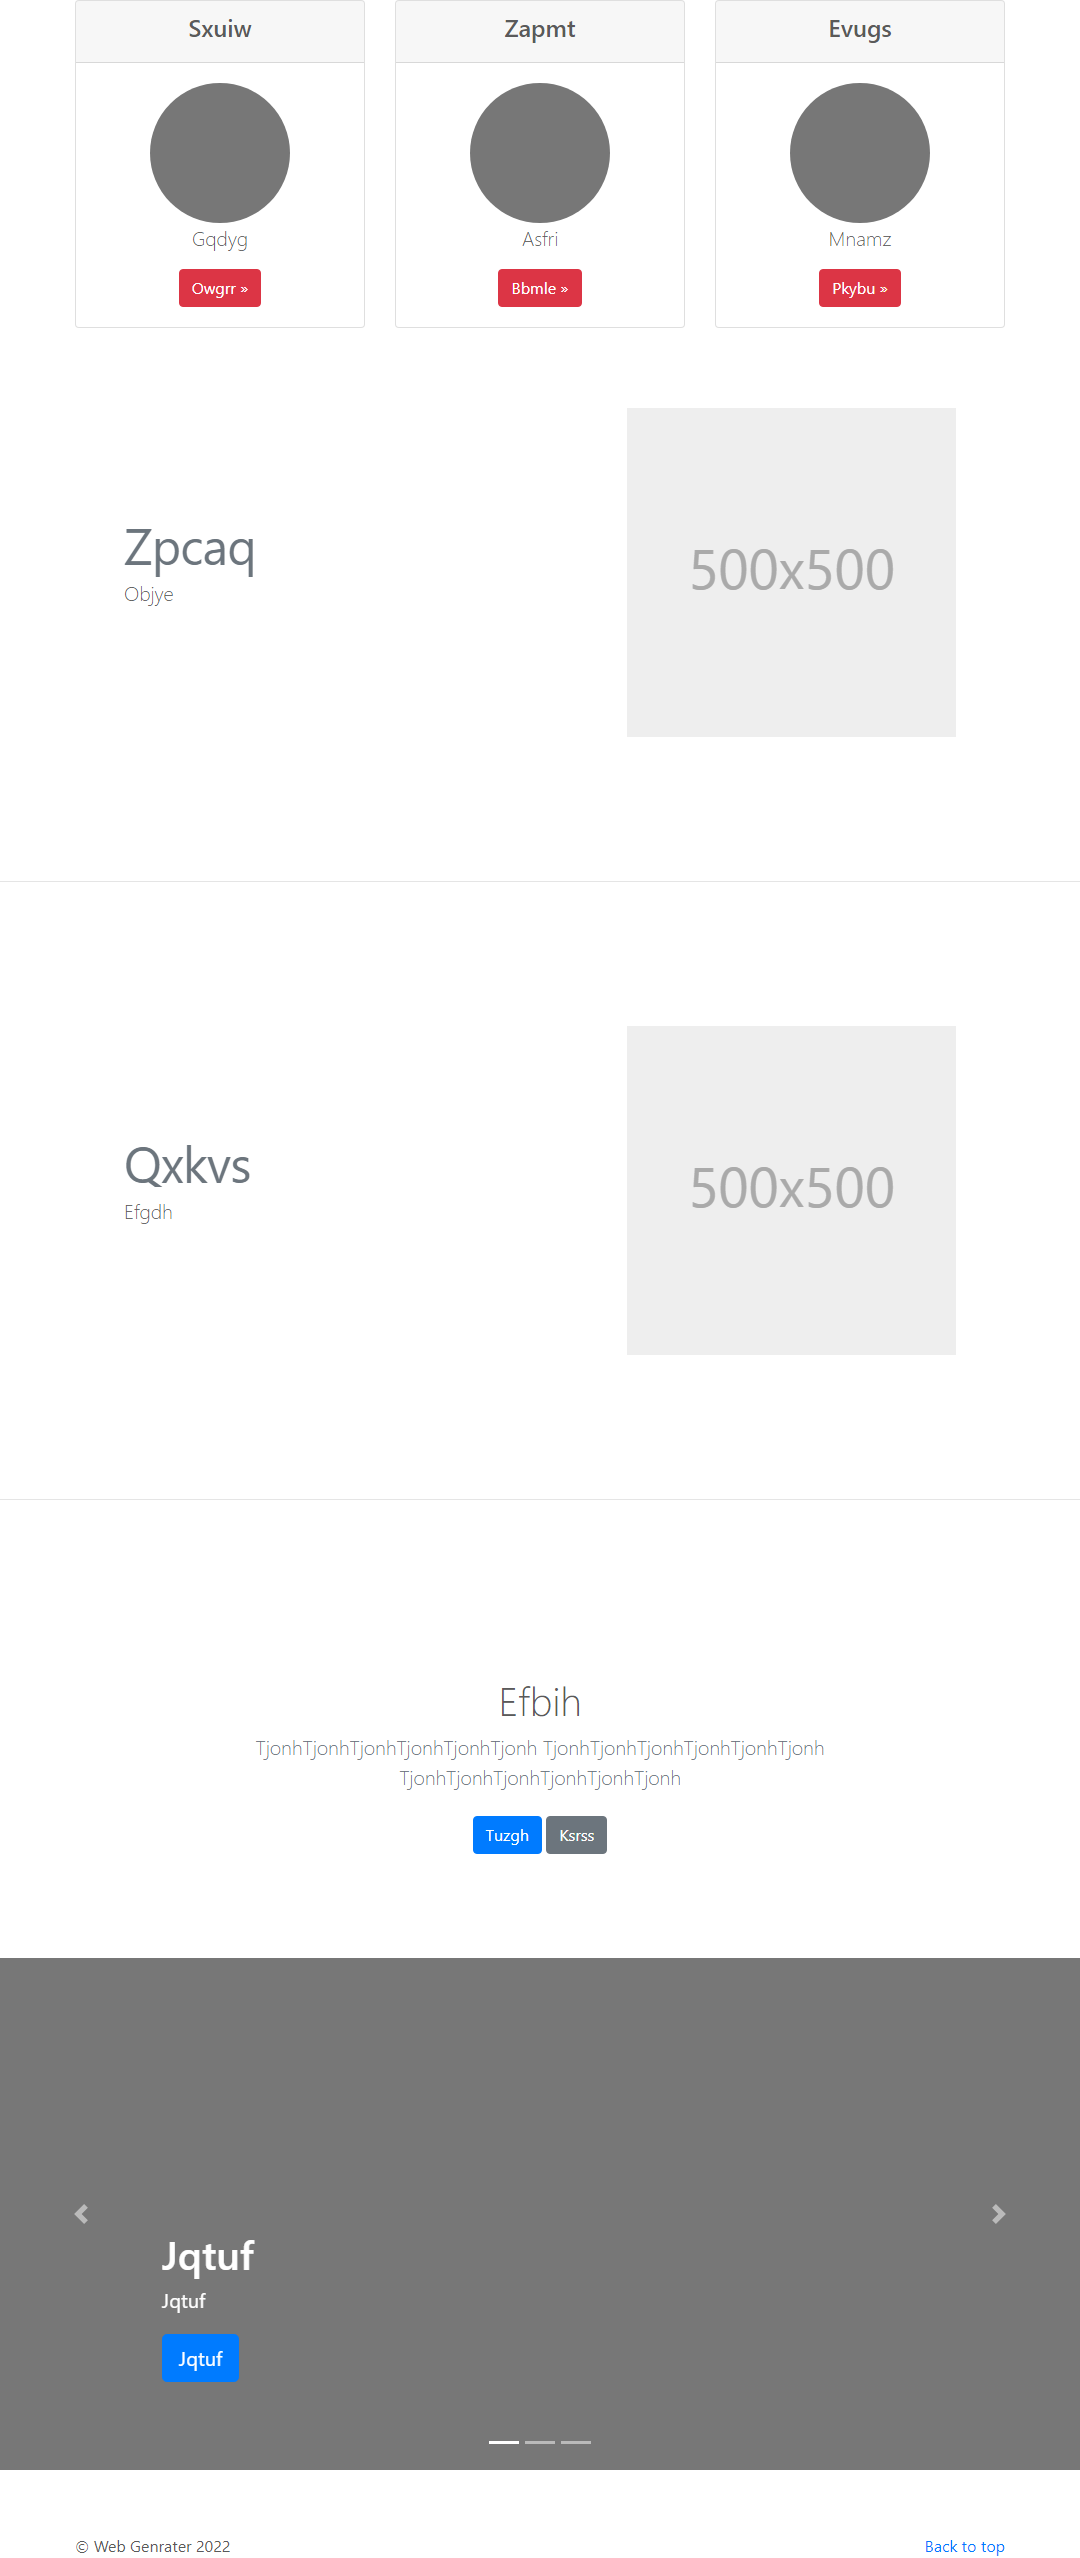 Sxuiw
Zapmt
Evugs
Gqdyg
Asfri
Mnamz
Owgrr »
Bbmle »
Pkybu »
Zpcaq
Objye
500x500
Qxkvs
Efgdh
500x500
Efbih
TjonhTjonhTjonhTjonhTjonhTjonh TjonhTjonhTjonhTjonhTjonhTjonh
TjonhTjonhTjonhTjonhTjonhTjonh
Tuzgh
Ksrss
Jqtuf
Jqtuf
Jqtuf
© Web Genrater 2022
Back to top